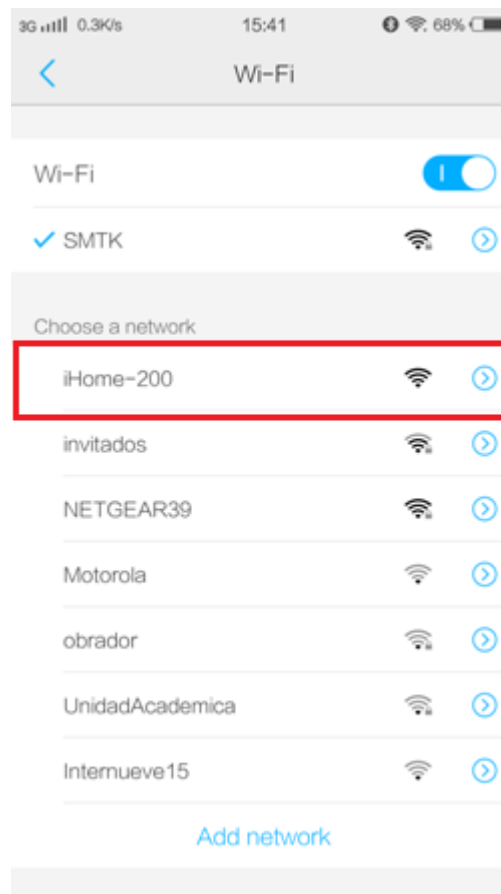 3G 0.3K/s 15:41 68%
Wi-Fi
Wi-Fi
SMTK
Choose a network
iHome-200
invitados
NETGEAR39
Motorola
obrador
UnidadAcademica
Internueve15
Add network